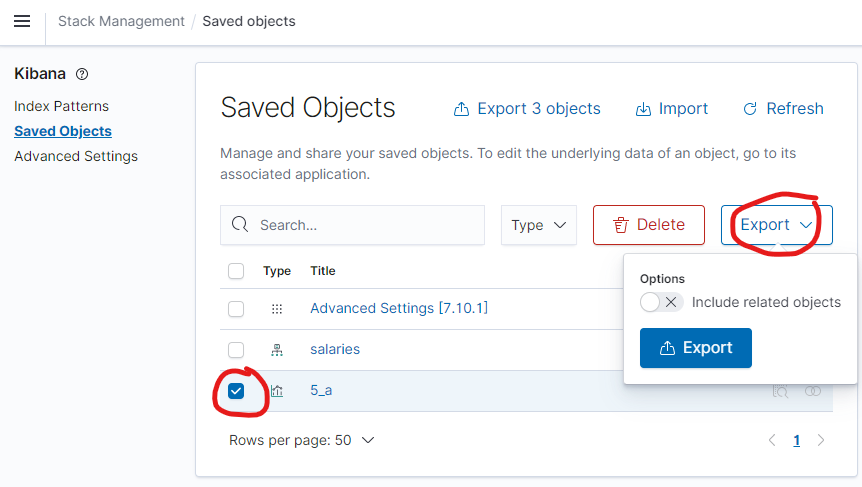 Stack Management / Saved objects
Kibana
Index Patterns
Saved Objects
Advanced Settings
Saved Objects
Export 3 objects
Import
Refresh
Manage and share your saved objects. To edit the underlying data of an object, go to its
associated application.
Search...
Type
Delete
Export
Type Title
Advanced Settings [7.10.1]
salaries
5_a
Options
Include related objects
Export
Rows per page: 50
1